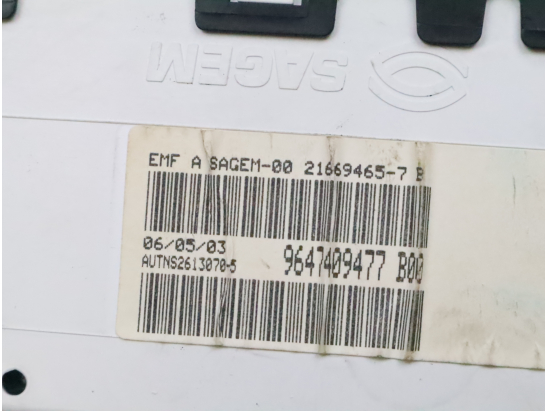 SAGEM
EMF A SAGEM-00 21669465-7 B
06/05/03
AUTNS2613070-5 9647409477 B00